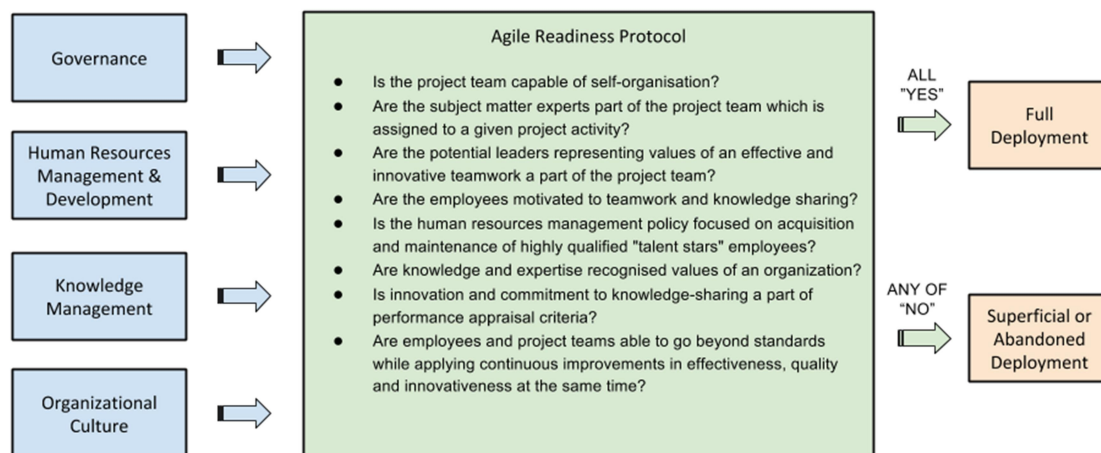 Governance
Human Resources
Management &
Development
Knowledge
Management
Organizational
Culture
Agile Readiness Protocol
● Is the project team capable of self-organisation?
● Are the subject matter experts part of the project team which is
assigned to a given project activity?
● Are the potential leaders representing values of an effective and
innovative teamwork a part of the project team?
● Are the employees motivated to teamwork and knowledge sharing?
● Is the human resources management policy focused on acquisition
and maintenance of highly qualified "talent stars" employees?
● Are knowledge and expertise recognised values of an organization?
● Is innovation and commitment to knowledge-sharing a part of
performance appraisal criteria?
● Are employees and project teams able to go beyond standards
while applying continuous improvements in effectiveness, quality
and innovativeness at the same time?
ALL
"YES"
Full
Deployment
ANY OF
“NO”
Superficial or
Abandoned
Deployment